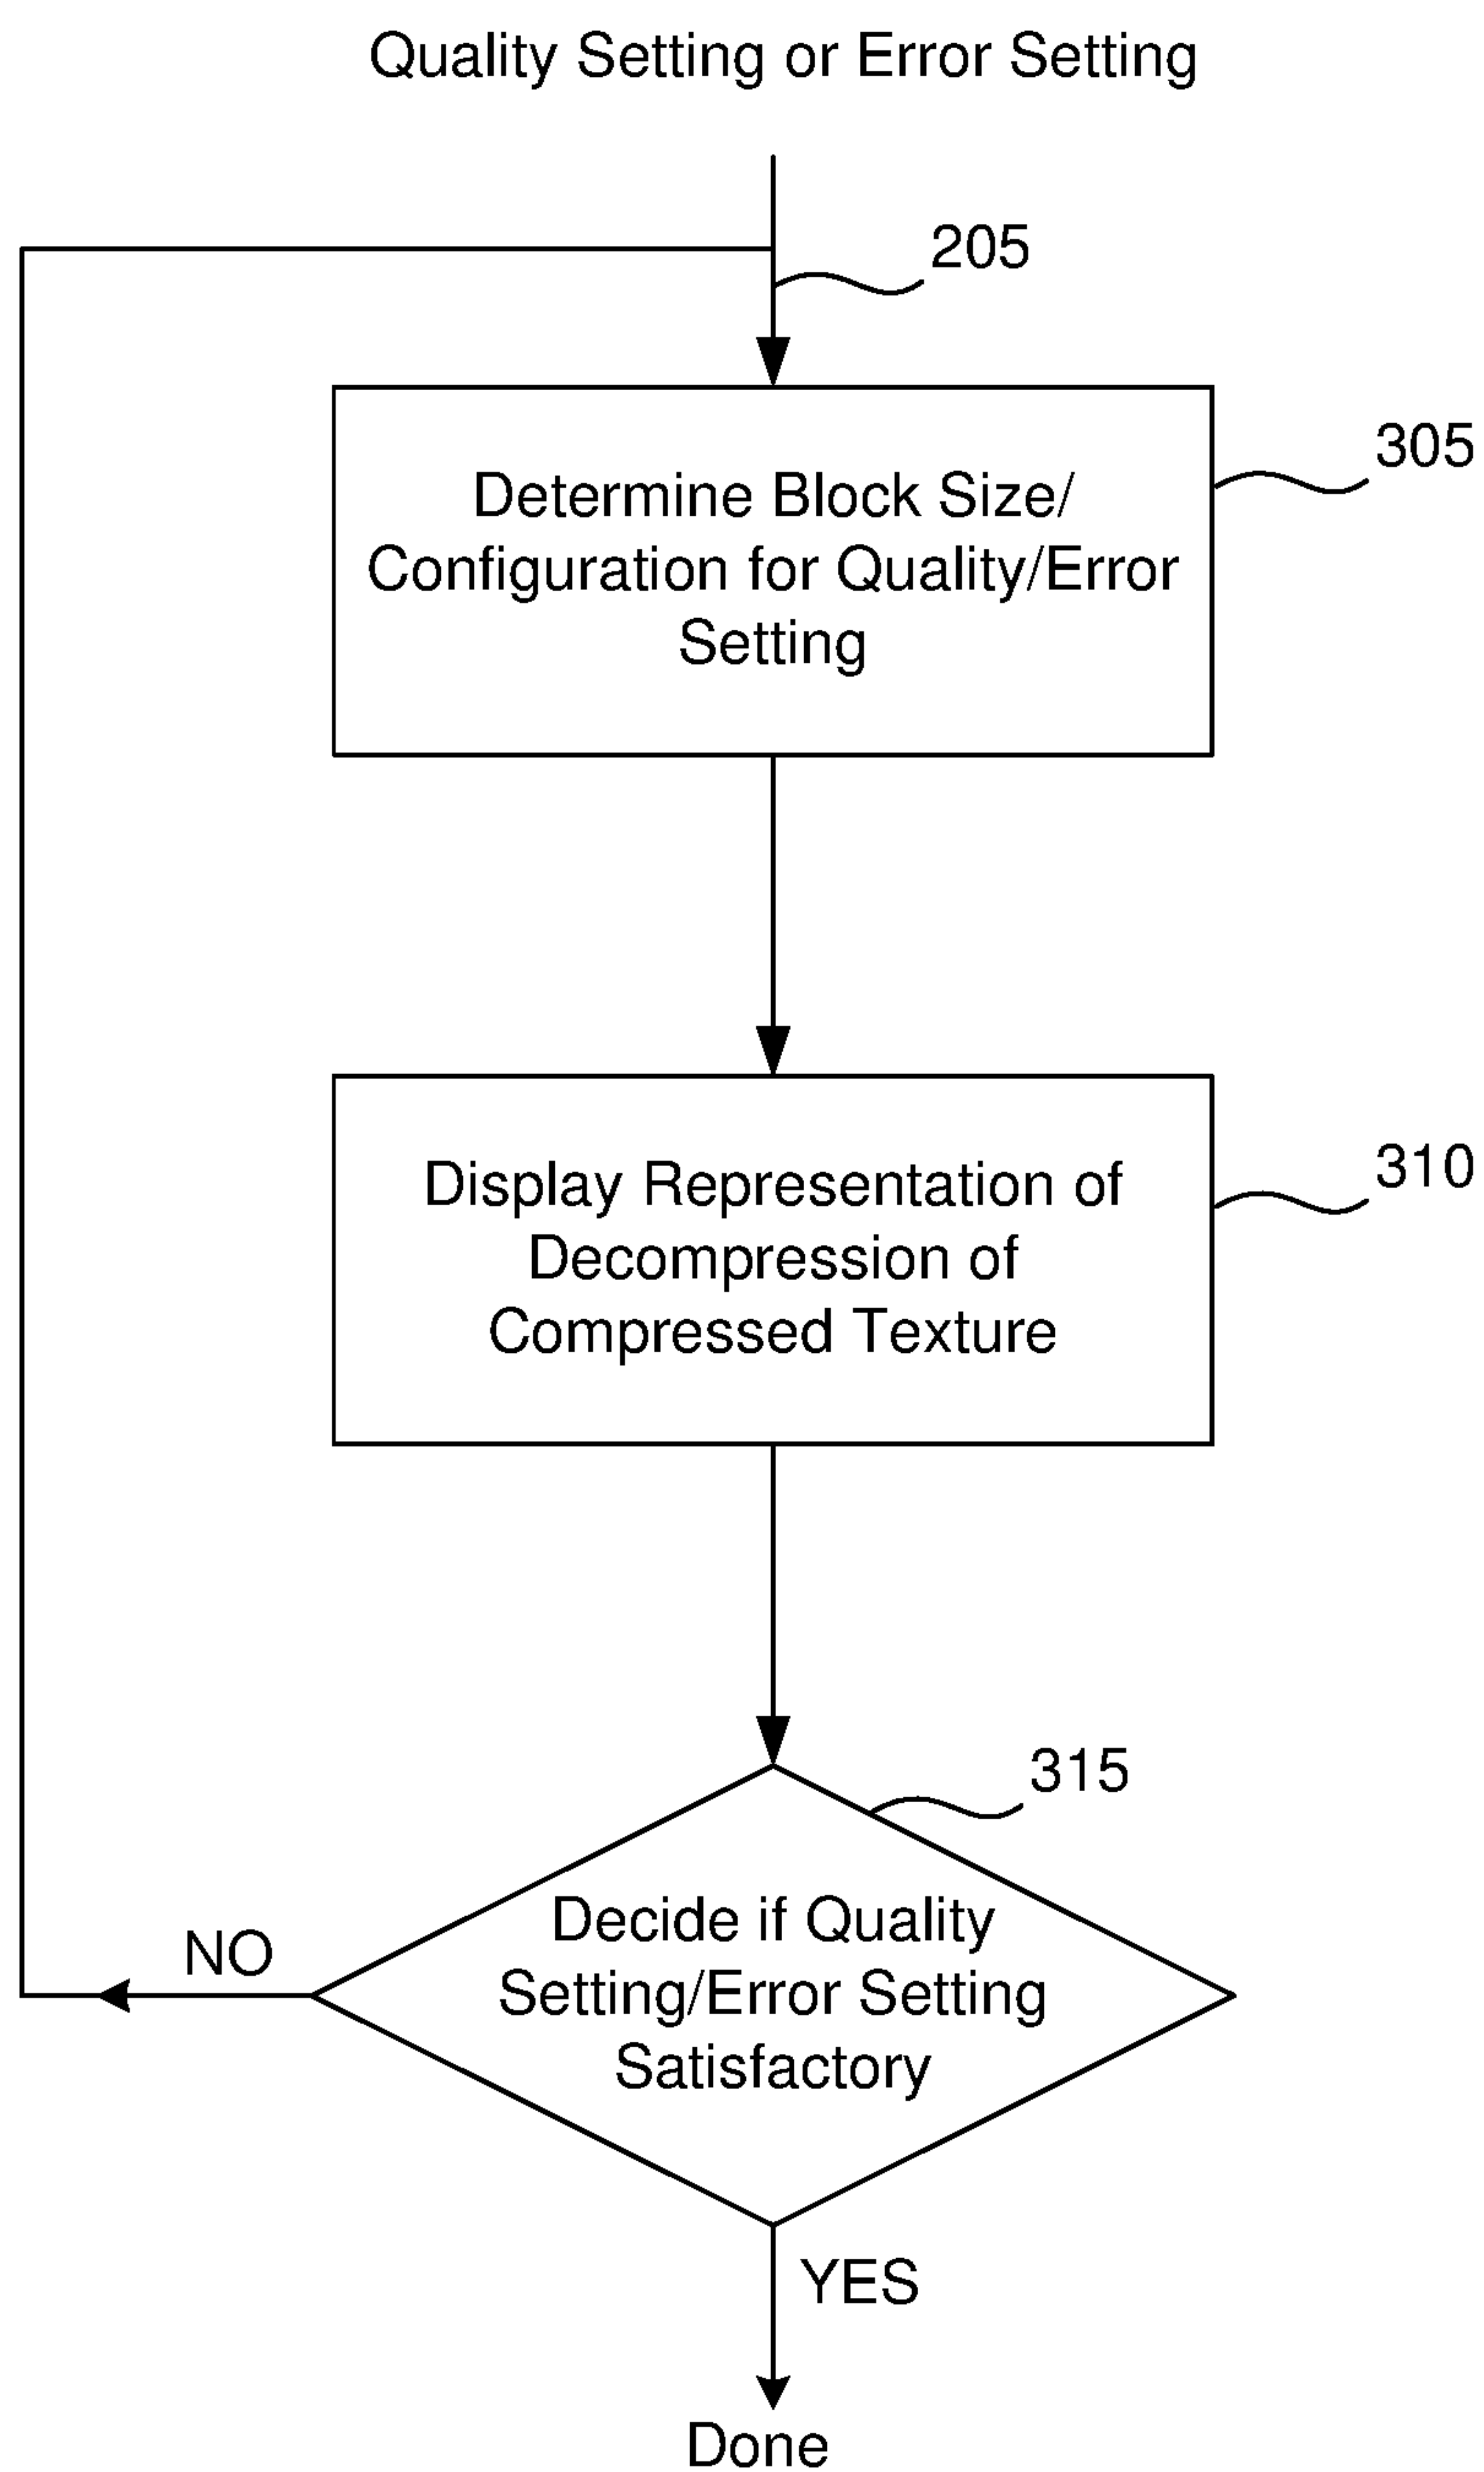 Quality Setting or Error Setting
205
305
Determine Block Size/
Configuration for Quality/Error
Setting
310
Display Representation of
Decompression of
Compressed Texture
315
Decide if Quality
Setting/Error Setting
Satisfactory
NO
YES
Done